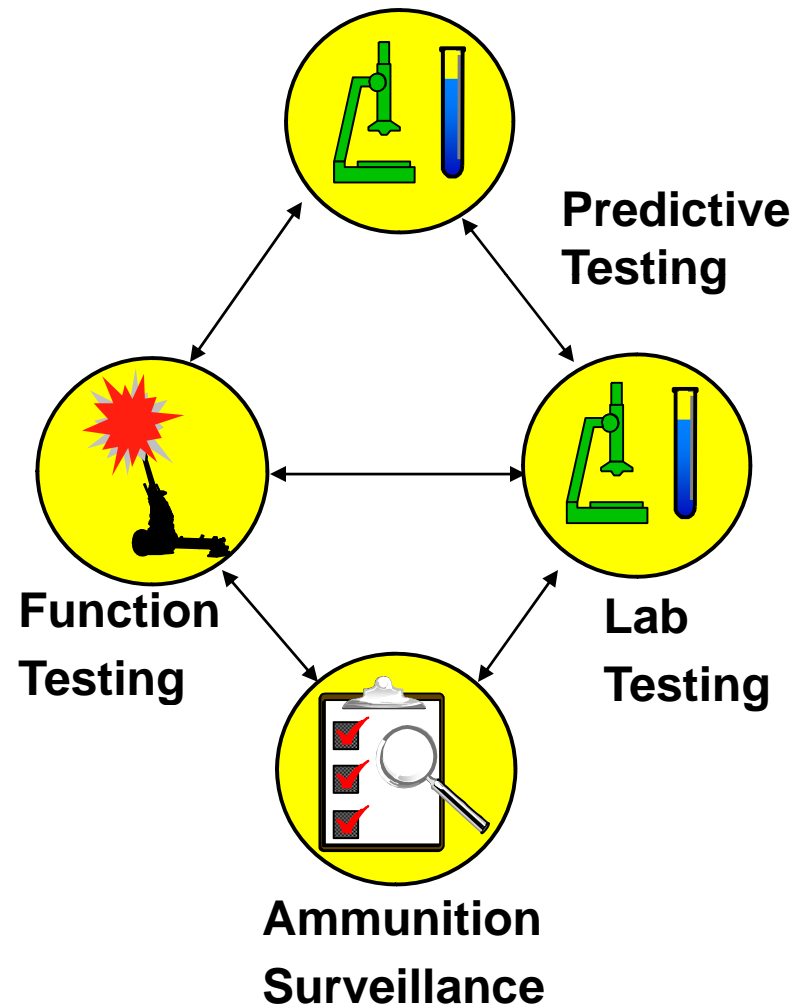 Predictive
Testing
Function
Testing
Lab
Testing
Ammunition
Surveillance